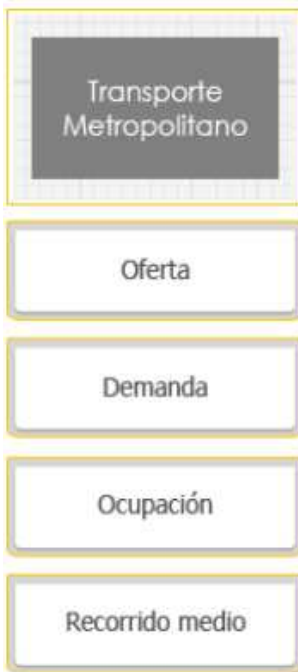 Transporte
Metropolitano
Oferta
Demanda
Ocupación
Recorrido medio